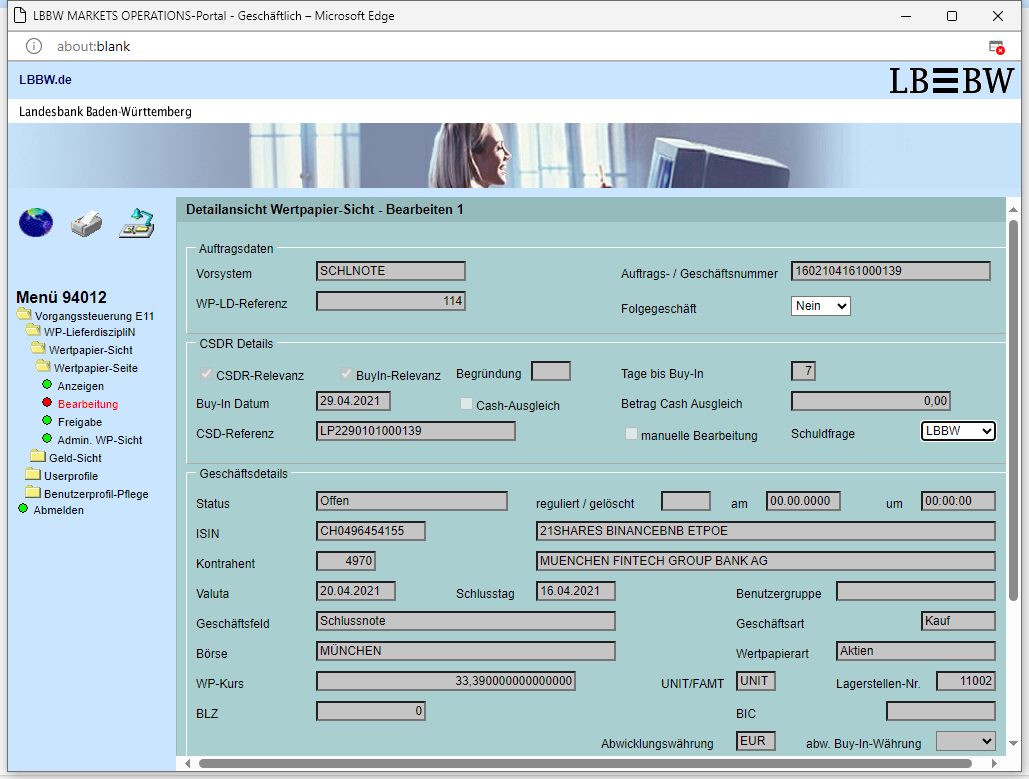 LBBW MARKETS OPERATIONS-Portal - Geschäftlich – Microsoft Edge
about:blank
LBBW.de
LB≡BW
Landesbank Baden-Württemberg
Menü 94012
Vorgangssteuerung E11
WP-LieferdisziplіN
Wertpapier-Sicht
Wertpapier-Seite
Anzeigen
Bearbeitung
Freigabe
Admin. WP-Sicht
Geld-Sicht
Userprofile
Benutzerprofil-Pflege
Abmelden
Detailansicht Wertpapier-Sicht - Bearbeiten 1
Auftragsdaten
Vorsystem SCHLNOTE Auftrags- / Geschäftsnummer 1602104161000139
WP-LD-Referenz 114 Folgegeschäft Nein
CSDR Details
CSDR-Relevanz BuyIn-Relevanz Begründung Tage bis Buy-In 7
Buy-In Datum 29.04.2021 Cash-Ausgleich Betrag Cash Ausgleich 0,00
CSD-Referenz LP2290101000139 manuelle Bearbeitung Schuldfrage LBBW
Geschäftsdetails
Status Offen reguliert / gelöscht am 00.00.0000 um 00:00:00
ISIN CH0496454155 21SHARES BINANCEBNB ETPOE
Kontrahent 4970 MUENCHEN FINTECH GROUP BANK AG
Valuta 20.04.2021 Schlusstag 16.04.2021 Benutzergruppe
Geschäftsfeld Schlussnote Geschäftsart Kauf
Börse MÜNCHEN Wertpapierart Aktien
WP-Kurs 33,390000000000000 UNIT/FAMT UNIT Lagerstellen-Nr. 11002
BLZ 0 BIC
Abwicklungswährung EUR abw. Buy-In-Währung